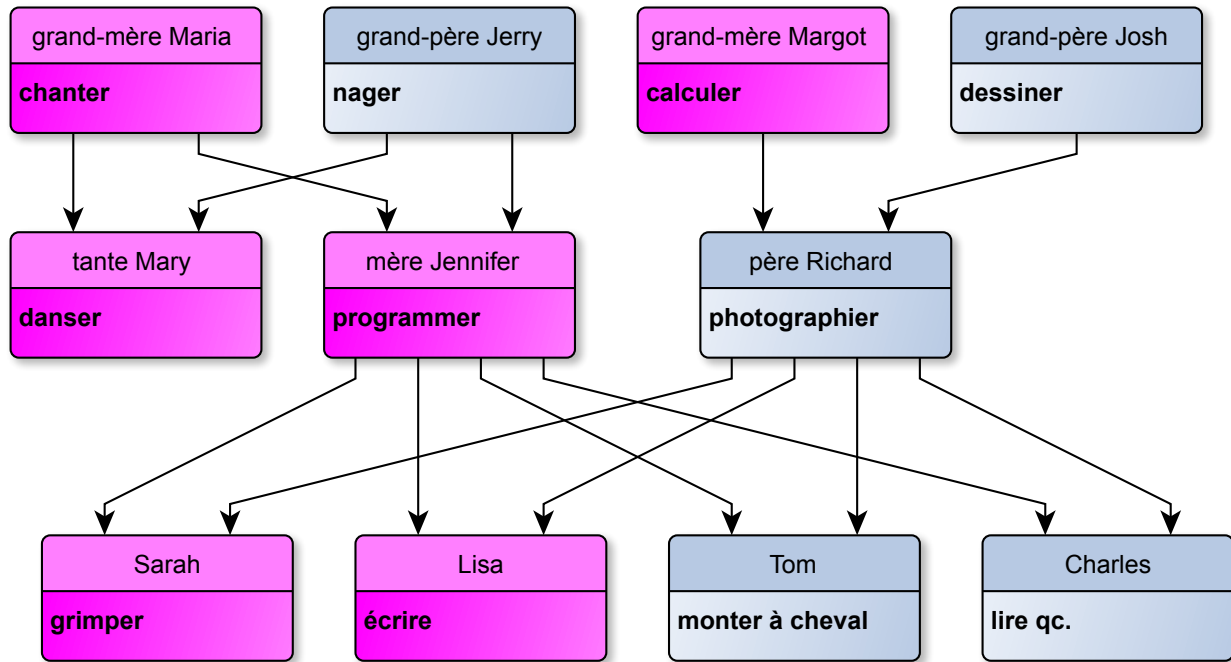 grand-mère Maria
chanter
grand-père Jerry
nager
grand-mère Margot
calculer
grand-père Josh
dessiner
tante Mary
danser
mère Jennifer
programmer
père Richard
photographier
Sarah
grimper
Lisa
écrire
Tom
monter à cheval
Charles
lire qc.